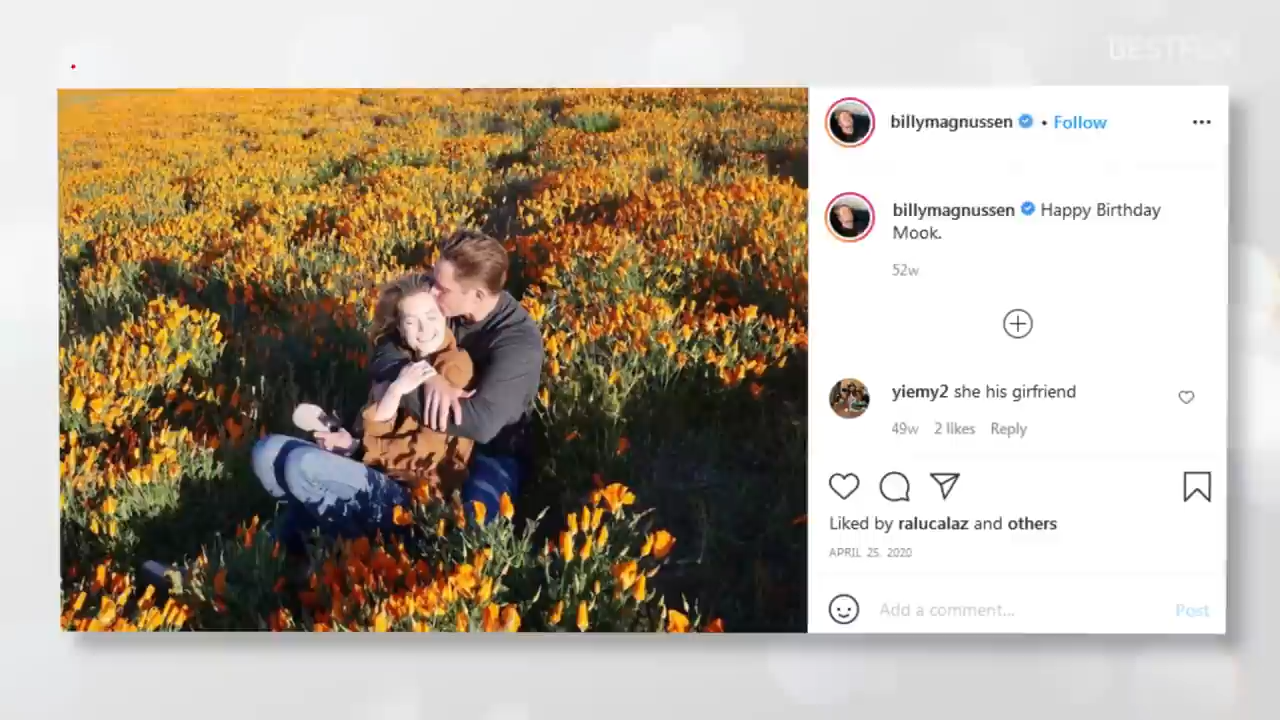 BESTFLIX
billymagnussen • Follow
billymagnussen Happy Birthday
Mook.
52w
yiemy2 she his girfriend
49w 2 likes Reply
Liked by ralucalaz and others
APRIL 25, 2020
Add a comment... Post